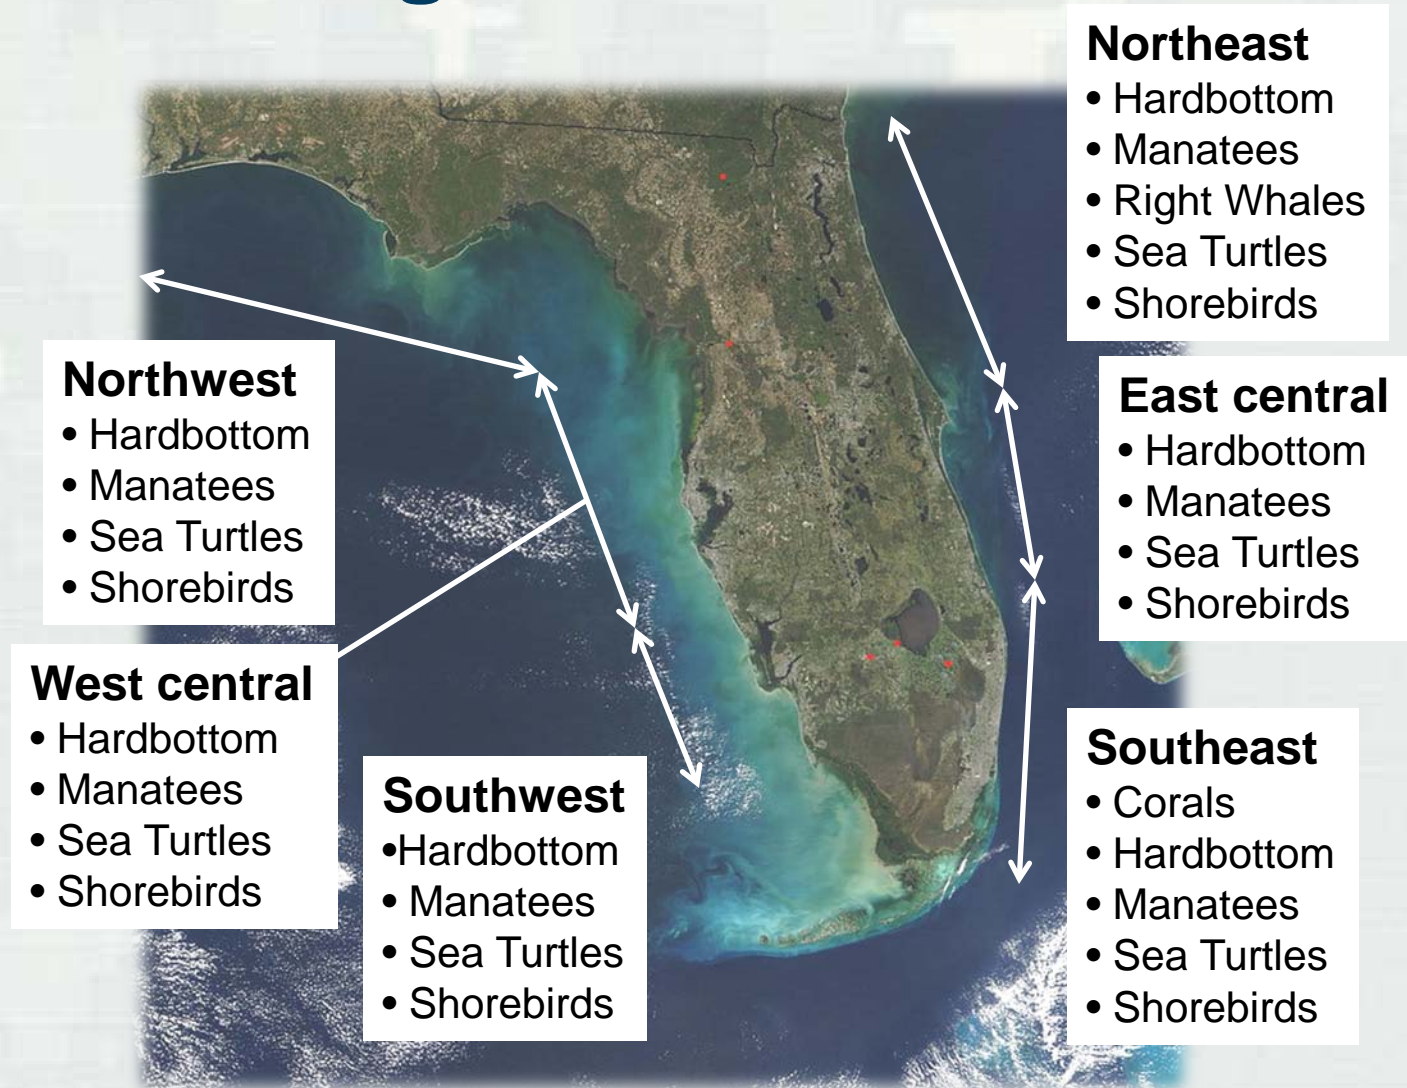 Northeast
• Hardbottom
• Manatees
• Right Whales
• Sea Turtles
• Shorebirds
Northwest
• Hardbottom
• Manatees
• Sea Turtles
• Shorebirds
East central
• Hardbottom
• Manatees
• Sea Turtles
• Shorebirds
West central
• Hardbottom
• Manatees
• Sea Turtles
• Shorebirds
Southwest
•Hardbottom
• Manatees
• Sea Turtles
• Shorebirds
Southeast
• Corals
• Hardbottom
• Manatees
• Sea Turtles
• Shorebirds